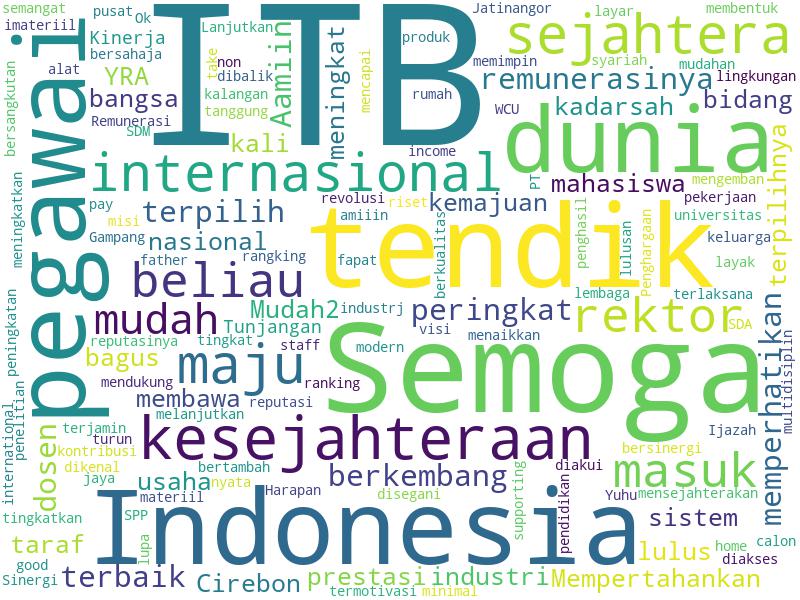 semangat
imateriil
pusat
Ok
Kinerja
bersahaja
alat
YRA
bangsa
Remunerasi
SDM
ITB
Lanjutkan
non
take
dibalik
kalangan
tanggung
kali
Aamiin
meningkat
mencapai
produk
rumah
income
Jatinangor
layar
membentuk
sejahtera
memimpin
syariah
mudahan
remunerasinya
lingkungan
WCU
kadarsah
bidang
bersangkutan
pegawai
dunia
internasional
PT
mahasiswa
mengemban
pekerjaan
terpilihnya
meningkatkan
pay
misi
terpilih
revolusi
riset
amiiin
kemajuan
universitas
Gampang
nasional
father
rangking
tendik
fapat
berkualitas
penghasil
lulusan
Penghargaan
keluarga
layak
beliau
lembaga
terlaksana
peningkatan
mudah
Mudah2
industrj
peringkat
rektor
SDA
Tunjangan
reputasinya
tingkat
staff
visi
menaikkan
modern
bagus
maju
Semoga
memperhatikan
multidisiplin
mendukung
ranking
membawa
reputasi
melanjutkan
international
penelitian
dosen
terjamin
turun
kesejahteraan
Ijazah
kontribusi
dikenal
bersinergi
jaya
bertambah
berkembang
diakui
masuk
usaha
nyata
Harapan
disegani
supporting
pendidikan
Yuhu
mensejahterakan
materiil
tingkatkan
SPP
lupa
Indonesia
sistem
calon
taraf
lulus
home
diakses
good
Sinergi
terbaik
Cirebon
prestasi
industri
Mempertahankan
termotivasi
minimal